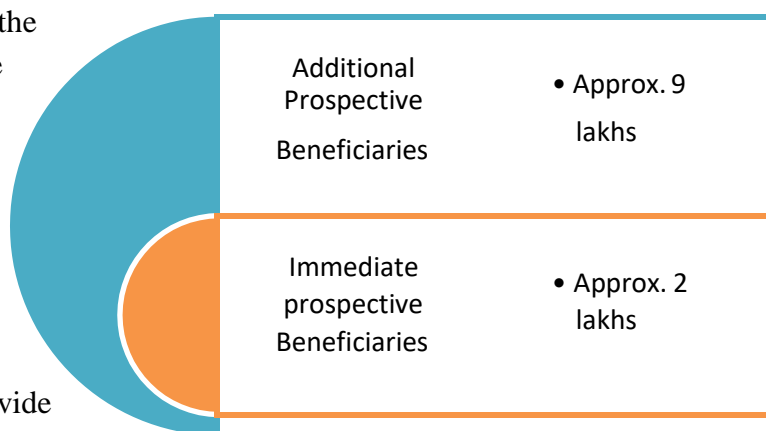 the
e
Additional
Prospective
Beneficiaries
• Approx. 9
lakhs
Immediate
prospective
Beneficiaries
• Approx. 2
lakhs
vide